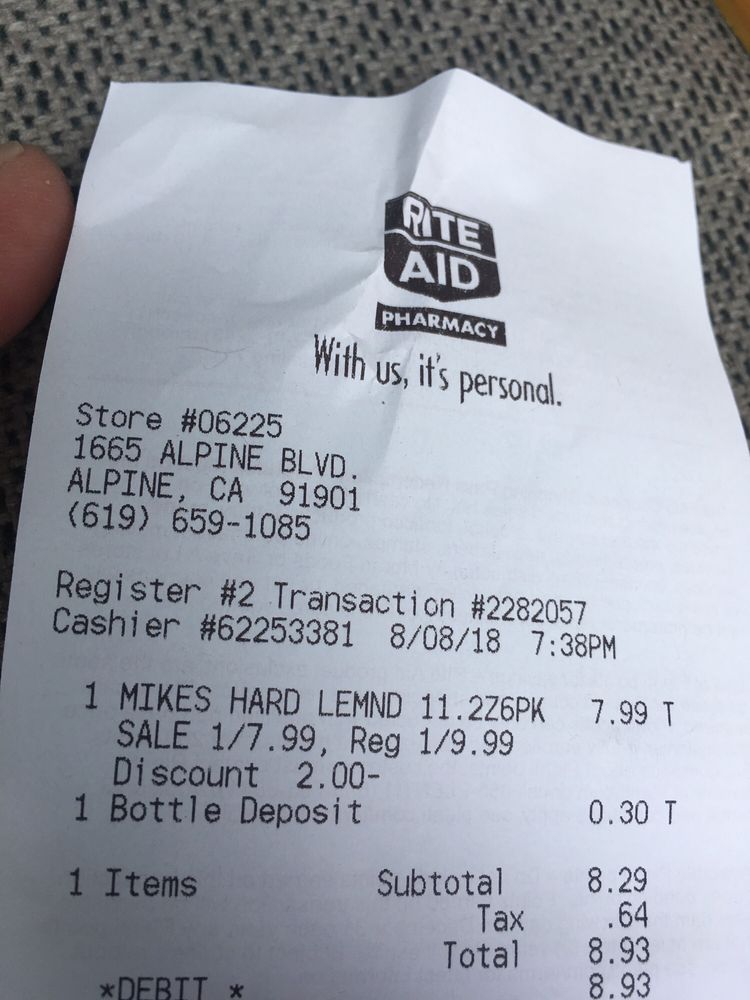 RITE
AID
PHARMACY
With us, it's personal.
Store #06225
1665 ALPINE BLVD.
ALPINE, CA 91901
(619) 659-1085
Register #2 Transaction #2282057
Cashier #62253381 8/08/18 7:38PM
1 MIKES HARD LEMND 11.2Z6PK 7.99 T
SALE 1/7.99, Reg 1/9.99
Discount 2.00-
1 Bottle Deposit 0.30 T
1 Items Subtotal 8.29
Tax .64
Total 8.93
*DEBIT * 8.93